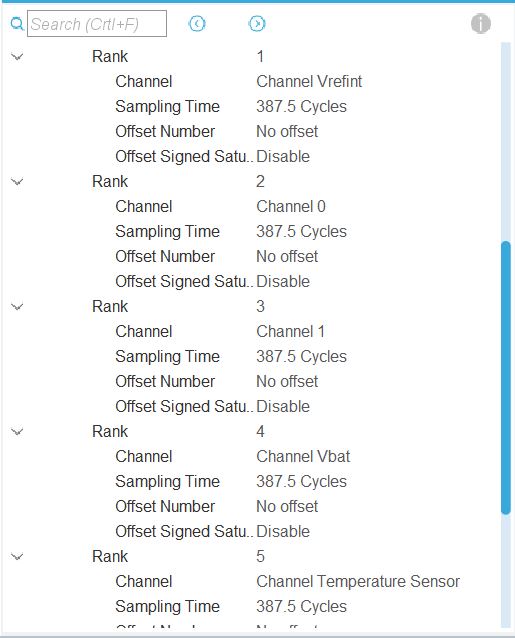 Search (Crtl+F)
Rank 1
Channel Channel Vrefint
Sampling Time 387.5 Cycles
Offset Number No offset
Offset Signed Satu.. Disable
Rank 2
Channel Channel 0
Sampling Time 387.5 Cycles
Offset Number No offset
Offset Signed Satu.. Disable
Rank 3
Channel Channel 1
Sampling Time 387.5 Cycles
Offset Number No offset
Offset Signed Satu.. Disable
Rank 4
Channel Channel Vbat
Sampling Time 387.5 Cycles
Offset Number No offset
Offset Signed Satu.. Disable
Rank 5
Channel Channel Temperature Sensor
Sampling Time 387.5 Cycles